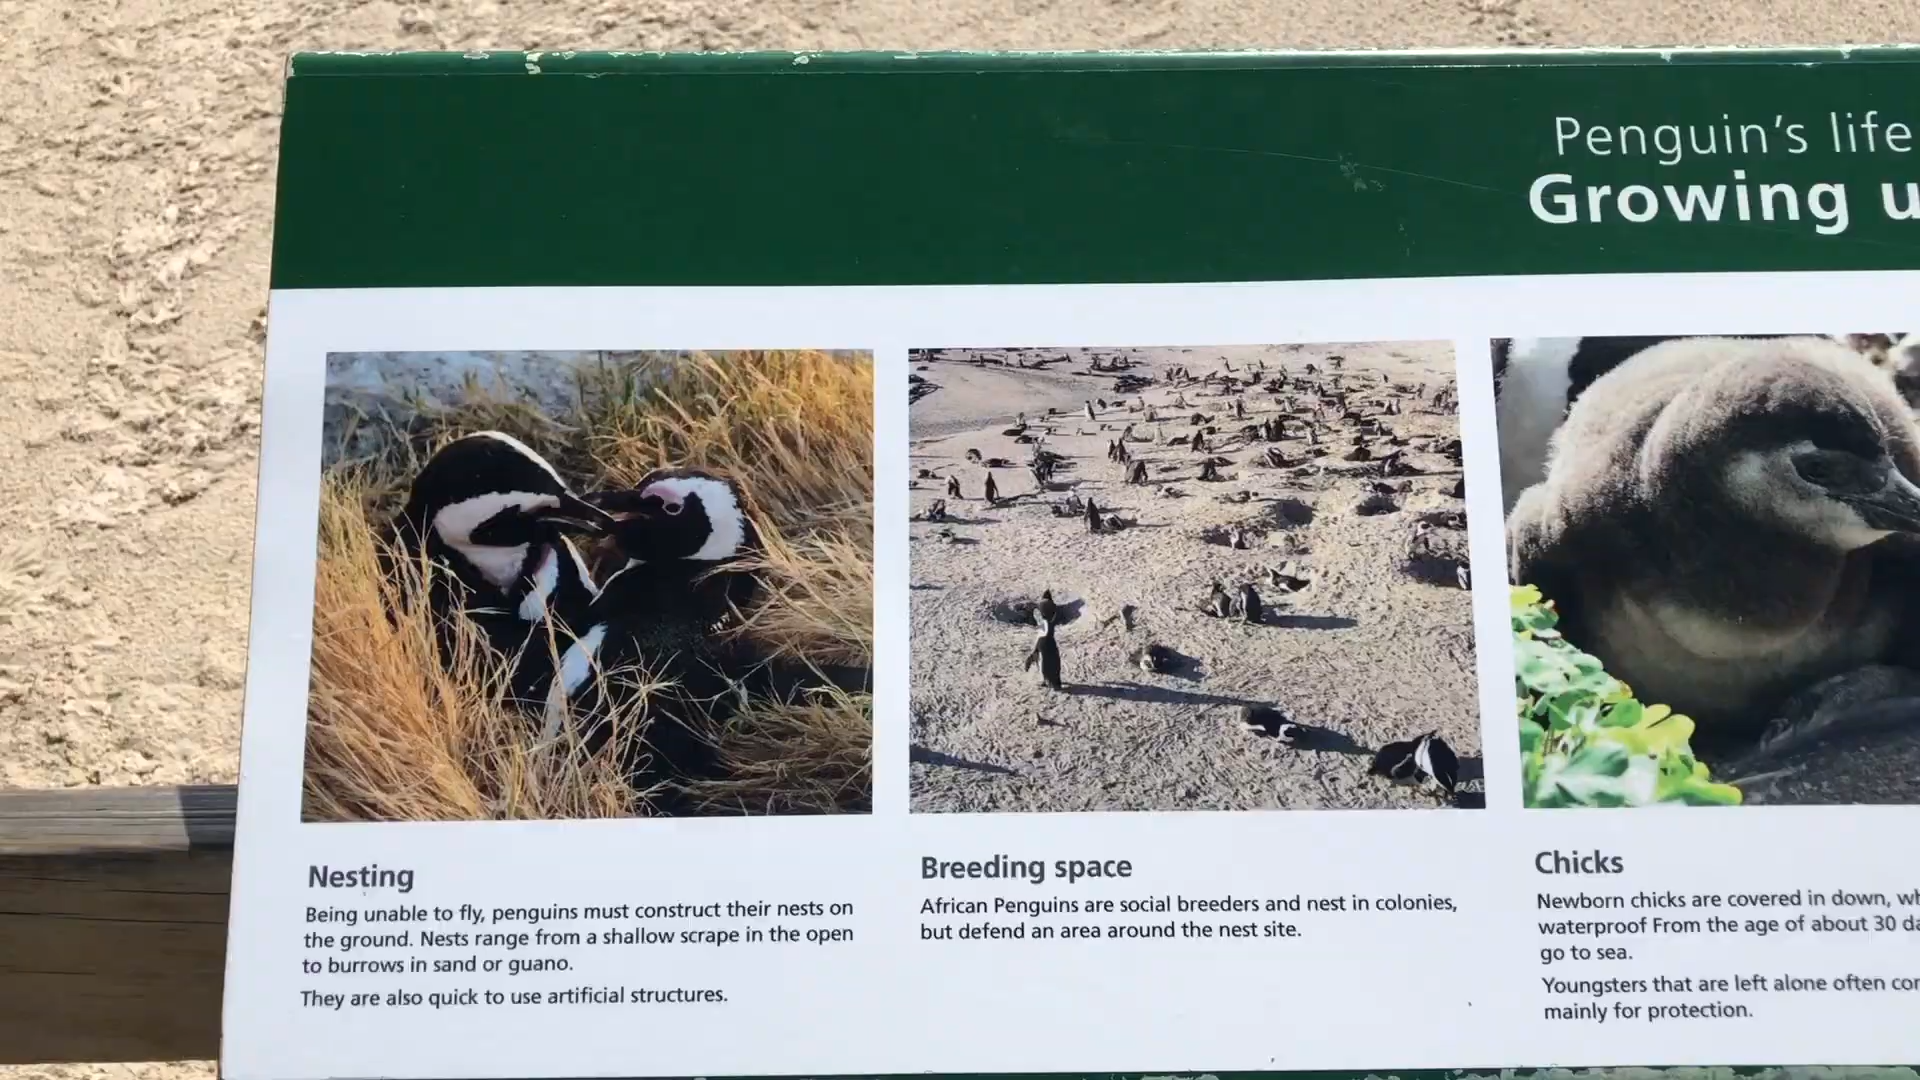 Penguin's life
Growing
Nesting
Being unable to fly, penguins must construct their nests on
the ground. Nests range from a shallow scrape in the open
to burrows in sand or guano.
They are also quick to use artificial structures.
Breeding space
African Penguins are social breeders and nest in colonies,
but defend an area around the nest site.
Chicks
Newborn chicks are covered in down,
waterproof From the age of about 30
go to sea.
Youngsters that are left alone often
mainly for protection.